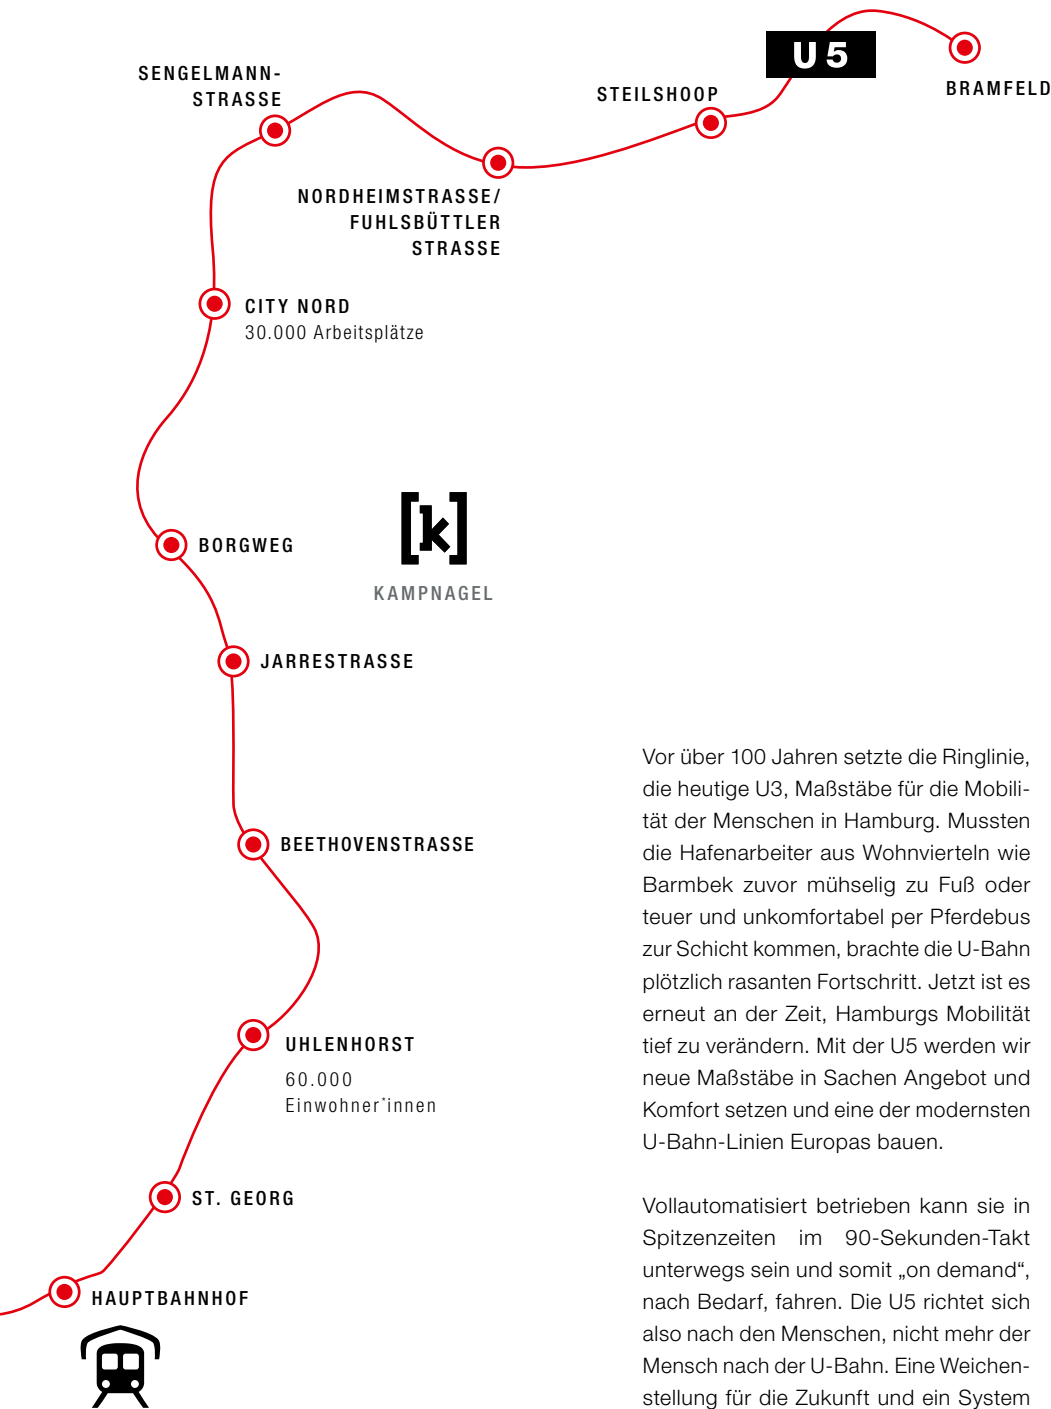 U5
BRAMFELD
STEILSHOOP
SENGELMANN-
STRASSE
NORDHEIMSTRASSE/
FUHLSBÜTTLER
STRASSE
CITY NORD
30.000 Arbeitsplätze
[k]
KAMPNAGEL
BORGWEG
JARRESTRASSE
BEETHOVENSTRASSE
UHLENHORST
60.000
Einwohner*innen
ST. GEORG
HAUPTBAHNHOF
Vor über 100 Jahren setzte die Ringlinie,
die heutige U3, Maßstäbe für die Mobili-
tät der Menschen in Hamburg. Mussten
die Hafenarbeiter aus Wohnvierteln wie
Barmbek zuvor mühselig zu Fuß oder
teuer und unkomfortabel per Pferdebus
zur Schicht kommen, brachte die U-Bahn
plötzlich rasanten Fortschritt. Jetzt ist es
erneut an der Zeit, Hamburgs Mobilität
tief zu verändern. Mit der U5 werden wir
neue Maßstäbe in Sachen Angebot und
Komfort setzen und eine der modernsten
U-Bahn-Linien Europas bauen.
Vollautomatisiert betrieben kann sie in
Spitzenzeiten im 90-Sekunden-Takt
unterwegs sein und somit „on demand“,
nach Bedarf, fahren. Die U5 richtet sich
also nach den Menschen, nicht mehr der
Mensch nach der U-Bahn. Eine Weichen-
stellung für die Zukunft und ein System